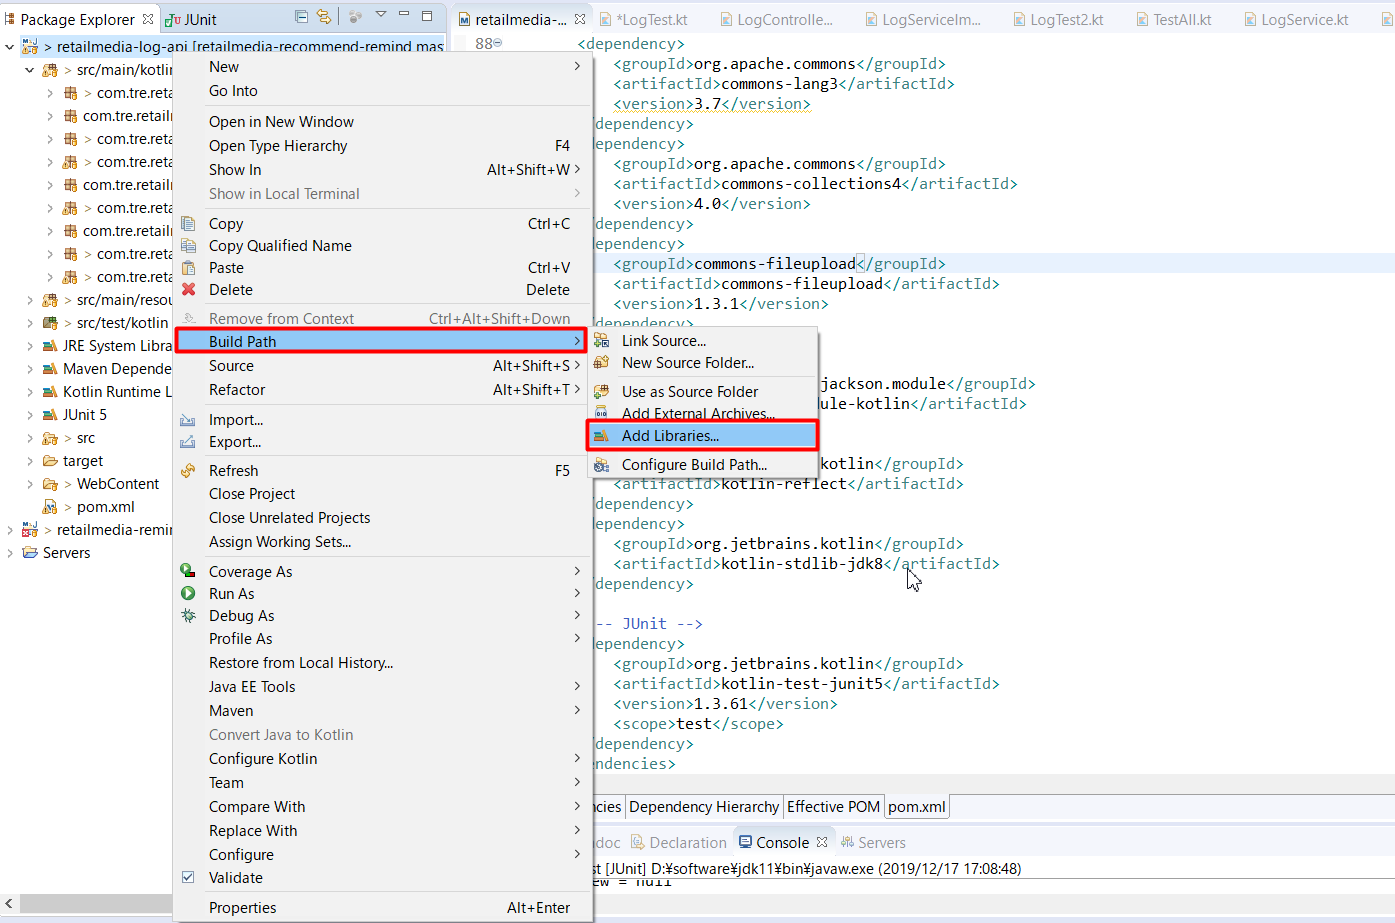 Package Explorer
JUnit
> retailmedia-log-api [retailmedia-recommend-remind mas
> src/main/kotlin
> com.tre.reta
com.tre.retail
> com.tre.reta
> com.tre.reta
com.tre.retail
> com.tre.reta
com.tre.retail
> com.tre.reta
> com.tre.reta
> src/main/resou
> src/test/kotlin
JRE System Libra
Maven Depende
Kotlin Runtime L
JUnit 5
> src
target
> WebContent
> pom.xml
> retailmedia-remin
Servers
New
Go Into
Open in New Window
Open Type Hierarchy F4
Show In Alt+Shift+W
Show in Local Terminal
Copy Ctrl+C
Copy Qualified Name
Paste Ctrl+V
Delete Delete
Remove from Context Ctrl+Alt+Shift+Down
Build Path
Source Alt+Shift+S
Refactor Alt+Shift+T
Import...
Export...
Refresh F5
Close Project
Close Unrelated Projects
Assign Working Sets...
Coverage As
Run As
Debug As
Profile As
Restore from Local History...
Java EE Tools
Maven
Convert Java to Kotlin
Configure Kotlin
Team
Compare With
Replace With
Configure
Validate
Properties Alt+Enter
Link Source...
New Source Folder...
Use as Source Folder
Add External Archives...
Add Libraries...
Configure Build Path...
retailmedia-...
*LogTest.kt
LogControlle...
LogServiceIm...
LogTest2.kt
TestAll.kt
LogService.kt
88 <dependency>
<groupId>org.apache.commons</groupId>
<artifactId>commons-lang3</artifactId>
<version>3.7</version>
dependency>
dependency>
<groupId>org.apache.commons</groupId>
<artifactId>commons-collections4</artifactId>
<version>4.0</version>
dependency>
dependency>
<groupId>commons-fileupload</groupId>
<artifactId>commons-fileupload</artifactId>
<version>1.3.1</version>
dependency>
jackson.module</groupId>
ule-kotlin</artifactId>
kotlin</groupId>
<artifactId>kotlin-reflect</artifactId>
dependency>
dependency>
<groupId>org.jetbrains.kotlin</groupId>
<artifactId>kotlin-stdlib-jdk8</artifactId>
dependency>
-- JUnit -->
dependency>
<groupId>org.jetbrains.kotlin</groupId>
<artifactId>kotlin-test-junit5</artifactId>
<version>1.3.61</version>
<scope>test</scope>
dependency>
ndencies>
ncies
Dependency Hierarchy
Effective POM
pom.xml
doc
Declaration
Console
Servers
st [JUnit] D:¥software¥jdk11¥bin¥javaw.exe (2019/12/17 17:08:48)
ew = null